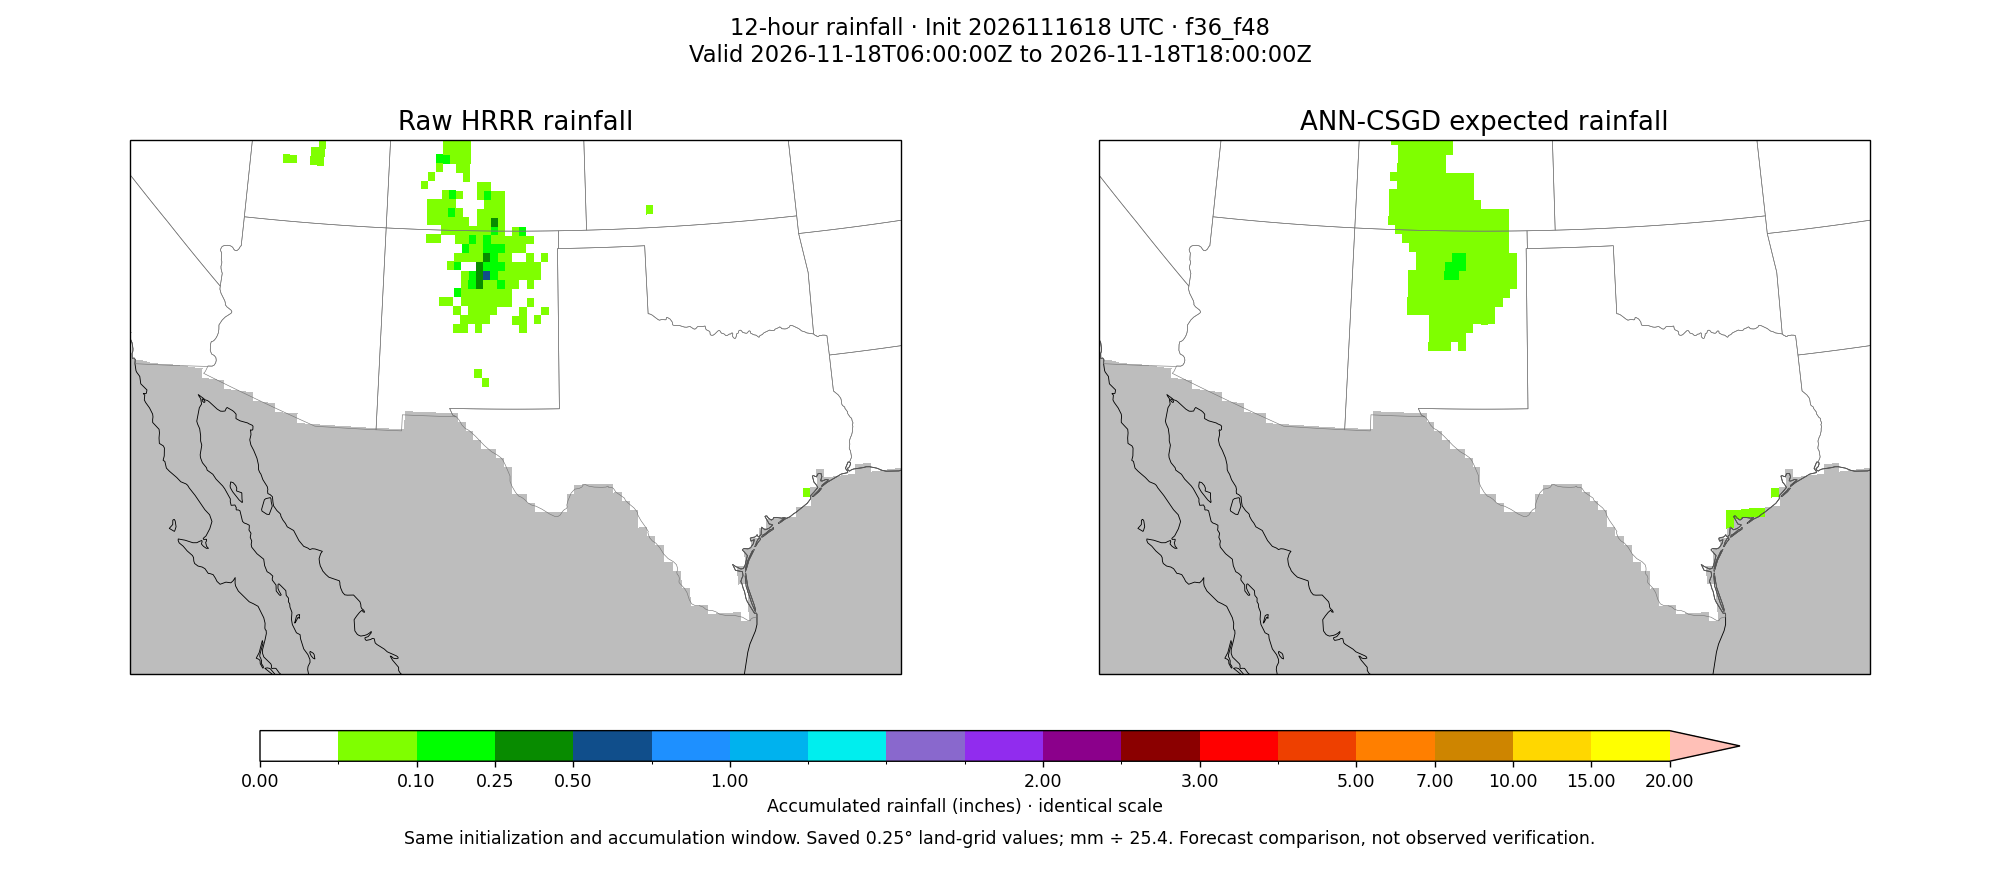 12-hour rainfall · Init 2026111618 UTC · f36_f48
Valid 2026-11-18T06:00:00Z to 2026-11-18T18:00:00Z
Raw HRRR rainfall
ANN-CSGD expected rainfall
0.00 0.10 0.25 0.50 1.00 2.00 3.00 5.00 7.00 10.00 15.00 20.00
Accumulated rainfall (inches) · identical scale
Same initialization and accumulation window. Saved 0.25° land-grid values; mm ÷ 25.4. Forecast comparison, not observed verification.